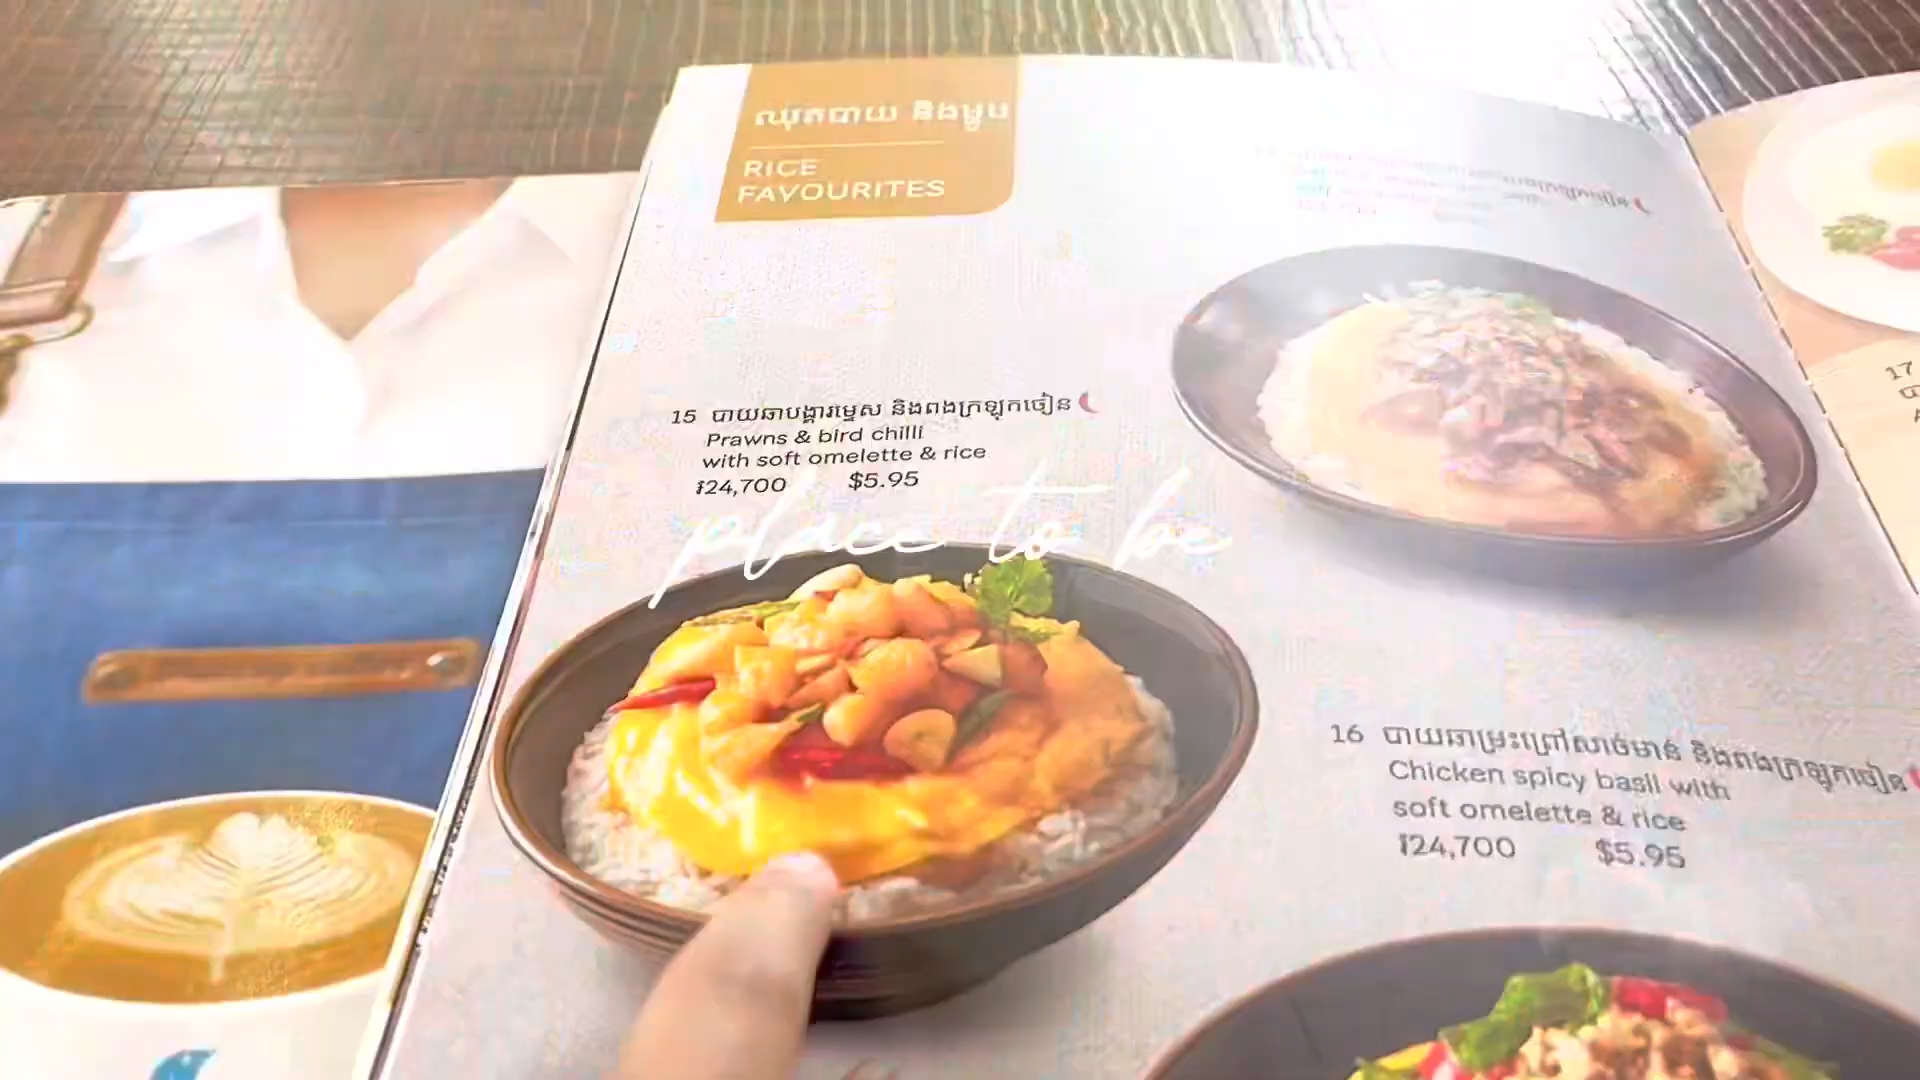 ឈុតបាយ និងម្ហូប
RICE
FAVOURITES
15 បាយឆាបង្គារម្ទេស និងពងក្រឡុកចៀន
Prawns & bird chilli
with soft omelette & rice
៛24,700 $5.95
place to be
16 បាយឆាម្រះព្រៅសាច់មាន់ និងពងក្រឡុកចៀន
Chicken spicy basil with
soft omelette & rice
៛24,700 $5.95
17